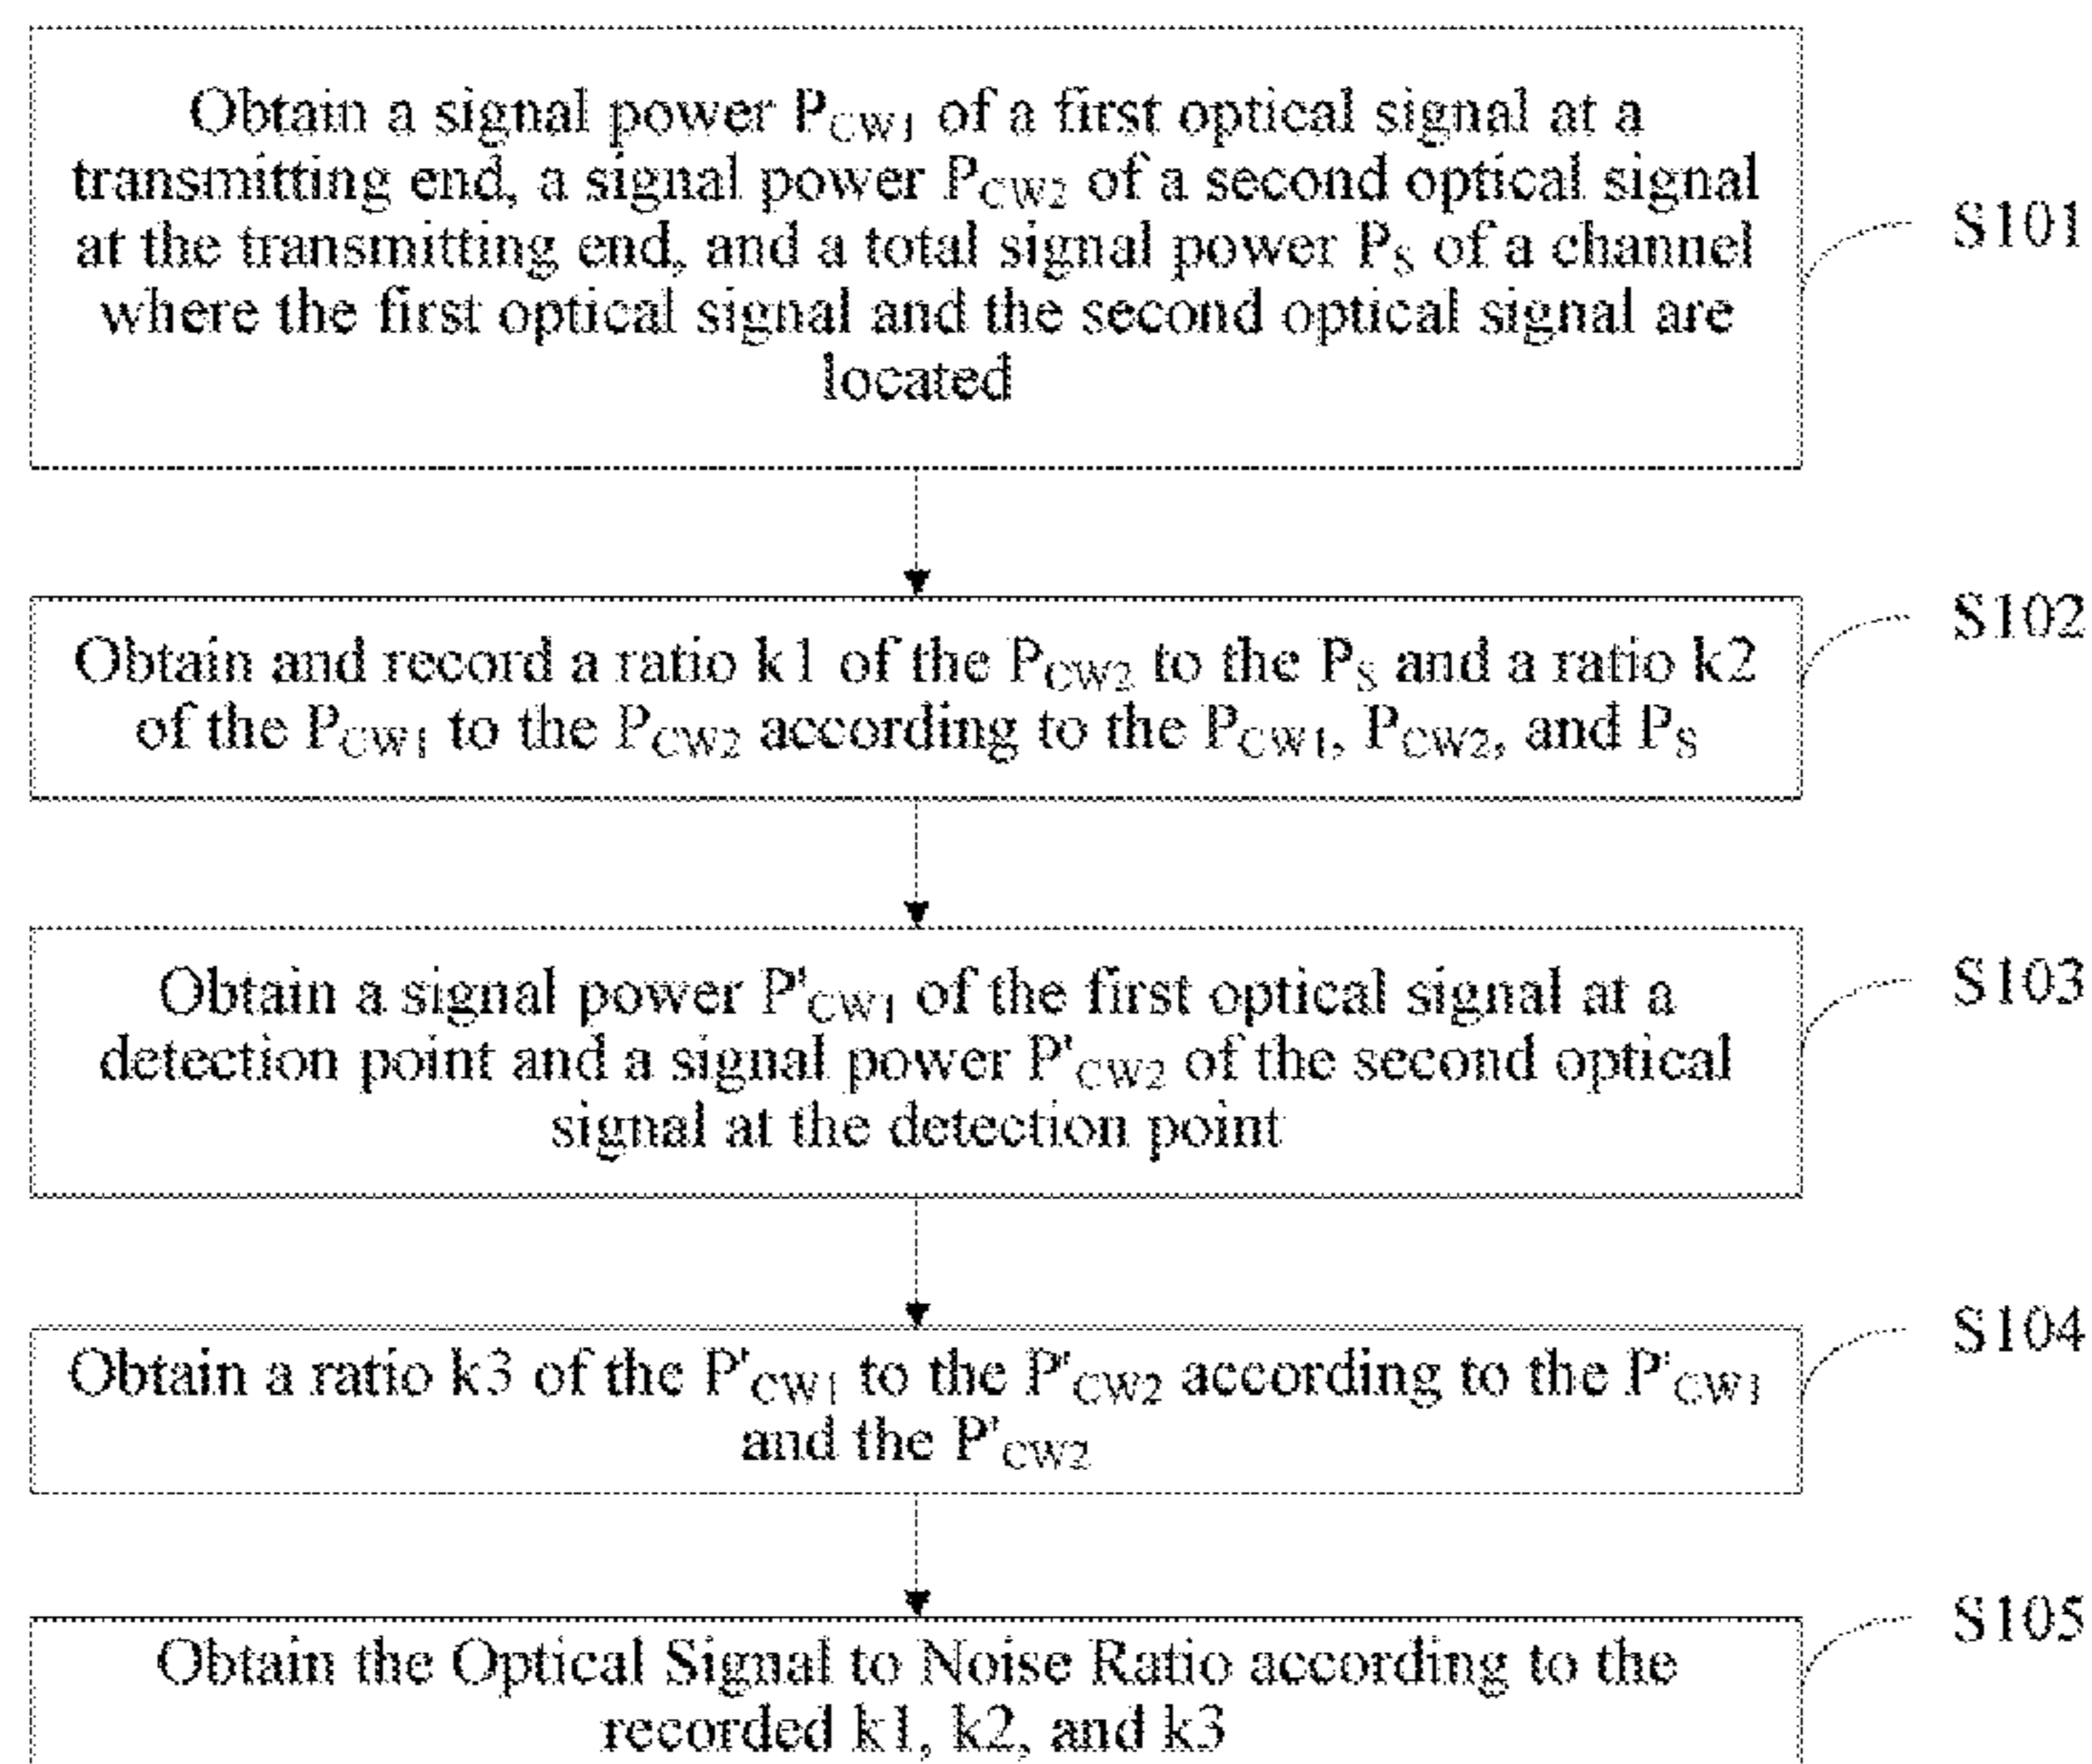 Obtain a signal power P_CW1 of a first optical signal at a
transmitting end, a signal power P_CW2 of a second optical signal
at the transmitting end, and a total signal power P_S of a channel
where the first optical signal and the second optical signal are
located
S101
Obtain and record a ratio k1 of the P_CW2 to the P_S and a ratio k2
of the P_CW1 to the P_CW2 according to the P_CW1, P_CW2, and P_S
S102
Obtain a signal power P'_CW1 of the first optical signal at a
detection point and a signal power P'_CW2 of the second optical
signal at the detection point
S103
Obtain a ratio k3 of the P'_CW1 to the P'_CW2 according to the P'_CW1
and the P'_CW2
S104
Obtain the Optical Signal to Noise Ratio according to the
recorded k1, k2, and k3
S105